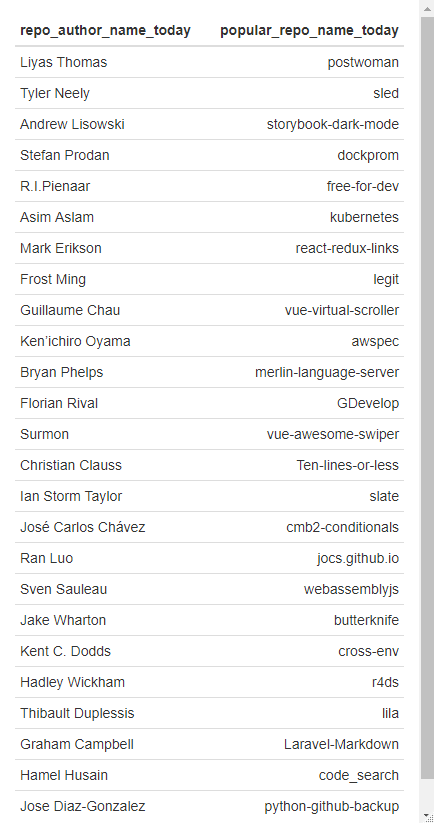 repo_author_name_today popular_repo_name_today
Liyas Thomas postwoman
Tyler Neely sled
Andrew Lisowski storybook-dark-mode
Stefan Prodan dockprom
R.I.Pienaar free-for-dev
Asim Aslam kubernetes
Mark Erikson react-redux-links
Frost Ming legit
Guillaume Chau vue-virtual-scroller
Ken’ichiro Oyama awspec
Bryan Phelps merlin-language-server
Florian Rival GDevelop
Surmon vue-awesome-swiper
Christian Clauss Ten-lines-or-less
Ian Storm Taylor slate
José Carlos Chávez cmb2-conditionals
Ran Luo jocs.github.io
Sven Sauleau webassemblyjs
Jake Wharton butterknife
Kent C. Dodds cross-env
Hadley Wickham r4ds
Thibault Duplessis lila
Graham Campbell Laravel-Markdown
Hamel Husain code_search
Jose Diaz-Gonzalez python-github-backup